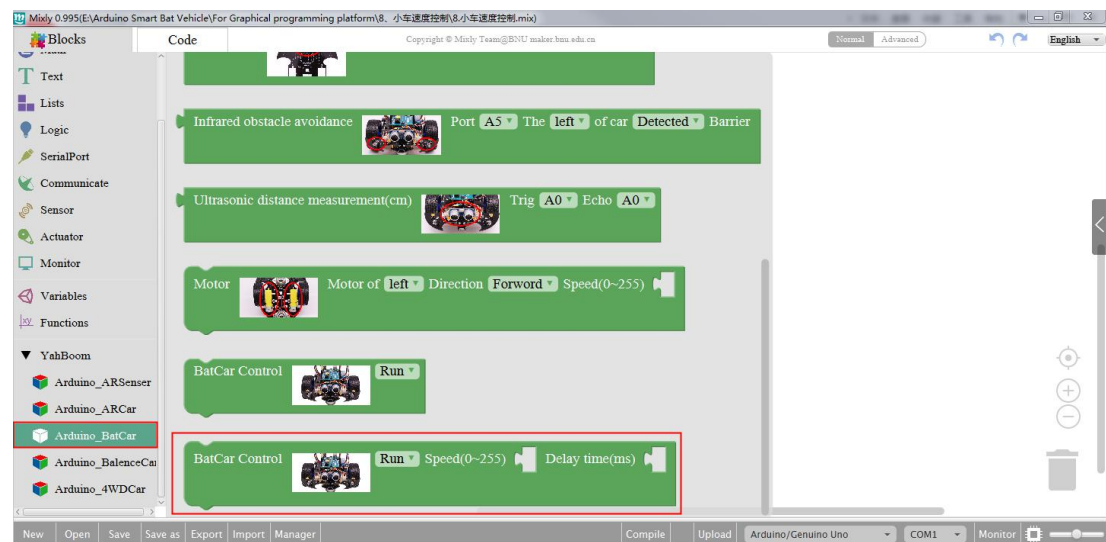 Mixly 0.995(E:\Arduino Smart Bat Vehicle\For Graphical programming platform\8、小车速度控制\8.小车速度控制.mix)
Blocks Code Copyright © Mixly Team@BNU maker.bnu.edu.cn Normal Advanced English
Text
Lists
Logic
SerialPort
Communicate
Sensor
Actuator
Monitor
Variables
Functions
YahBoom
Arduino_ARSenser
Arduino_ARCar
Arduino_BatCar
Arduino_BalenceCar
Arduino_4WDCar
Infrared obstacle avoidance Port A5 The left of car Detected Barrier
Ultrasonic distance measurement(cm) Trig A0 Echo A0
Motor Motor of left Direction Forword Speed(0~255)
BatCar Control Run
BatCar Control Run Speed(0~255) Delay time(ms)
New Open Save Save as Export Import Manager Compile Upload Arduino/Genuino Uno COM1 Monitor